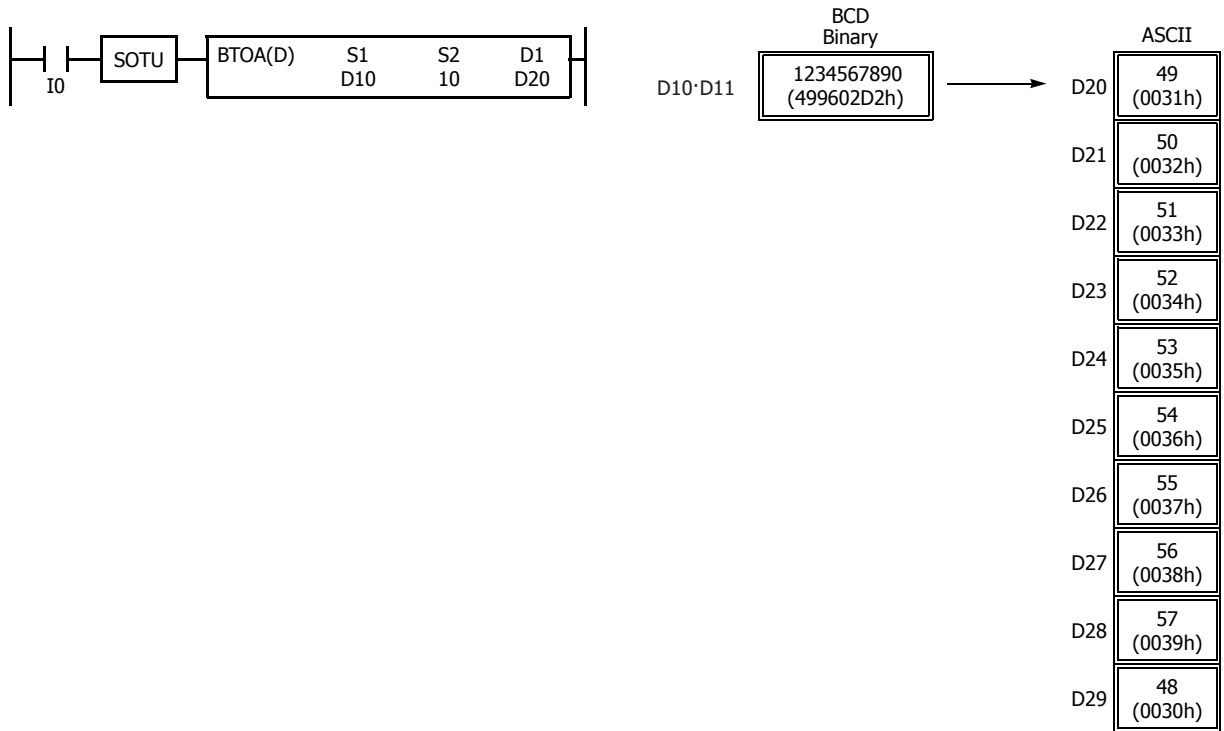 BCD
Binary
ASCII
SOTU
BTOA(D) S1 S2 D1
D10 10 D20
I0
D10·D11
1234567890
(499602D2h)
D20
49
(0031h)
D21
50
(0032h)
D22
51
(0033h)
D23
52
(0034h)
D24
53
(0035h)
D25
54
(0036h)
D26
55
(0037h)
D27
56
(0038h)
D28
57
(0039h)
D29
48
(0030h)